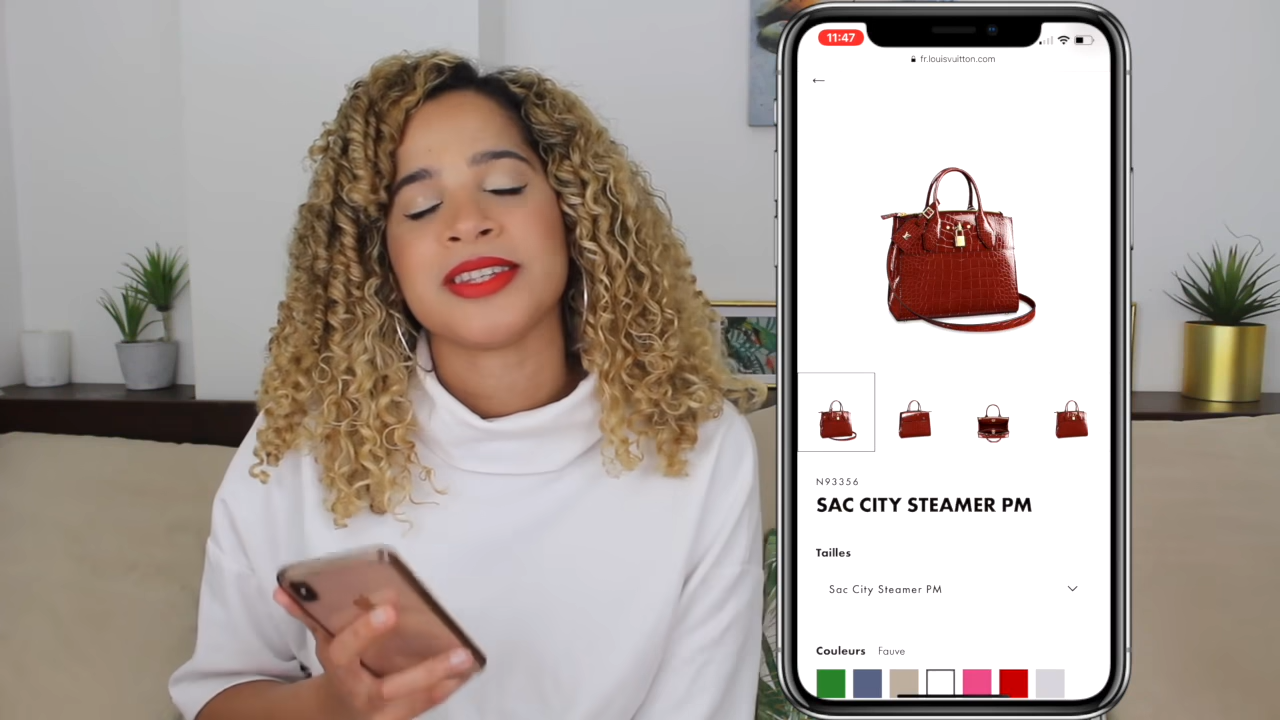 11:47
fr.louisvuitton.com
N93356
SAC CITY STEAMER PM
Tailles
Sac City Steamer PM
Couleurs Fauve